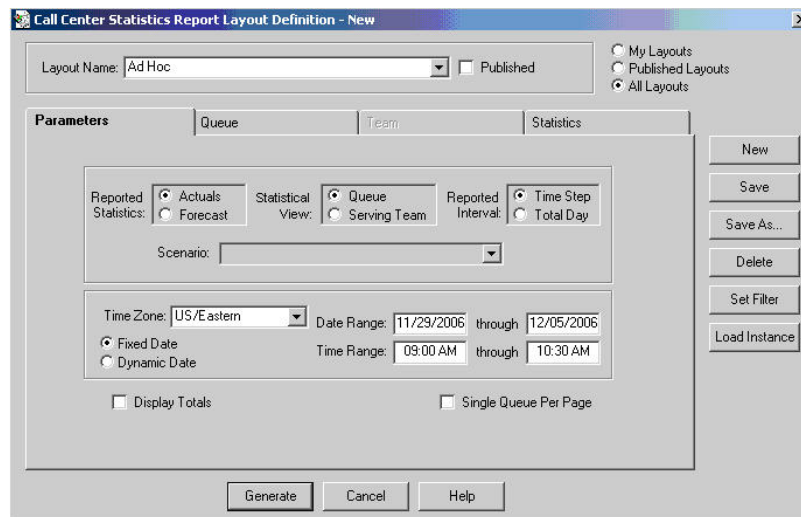 Call Center Statistics Report Layout Definition - New
Layout Name: Ad Hoc Published
My Layouts
Published Layouts
All Layouts
Parameters Queue Team Statistics
Reported Statistics: Actuals Forecast
Statistical View: Queue Serving Team
Reported Interval: Time Step Total Day
Scenario:
Time Zone: US/Eastern
Fixed Date
Dynamic Date
Date Range: 11/29/2006 through 12/05/2006
Time Range: 09:00 AM through 10:30 AM
Display Totals Single Queue Per Page
New
Save
Save As...
Delete
Set Filter
Load Instance
Generate Cancel Help